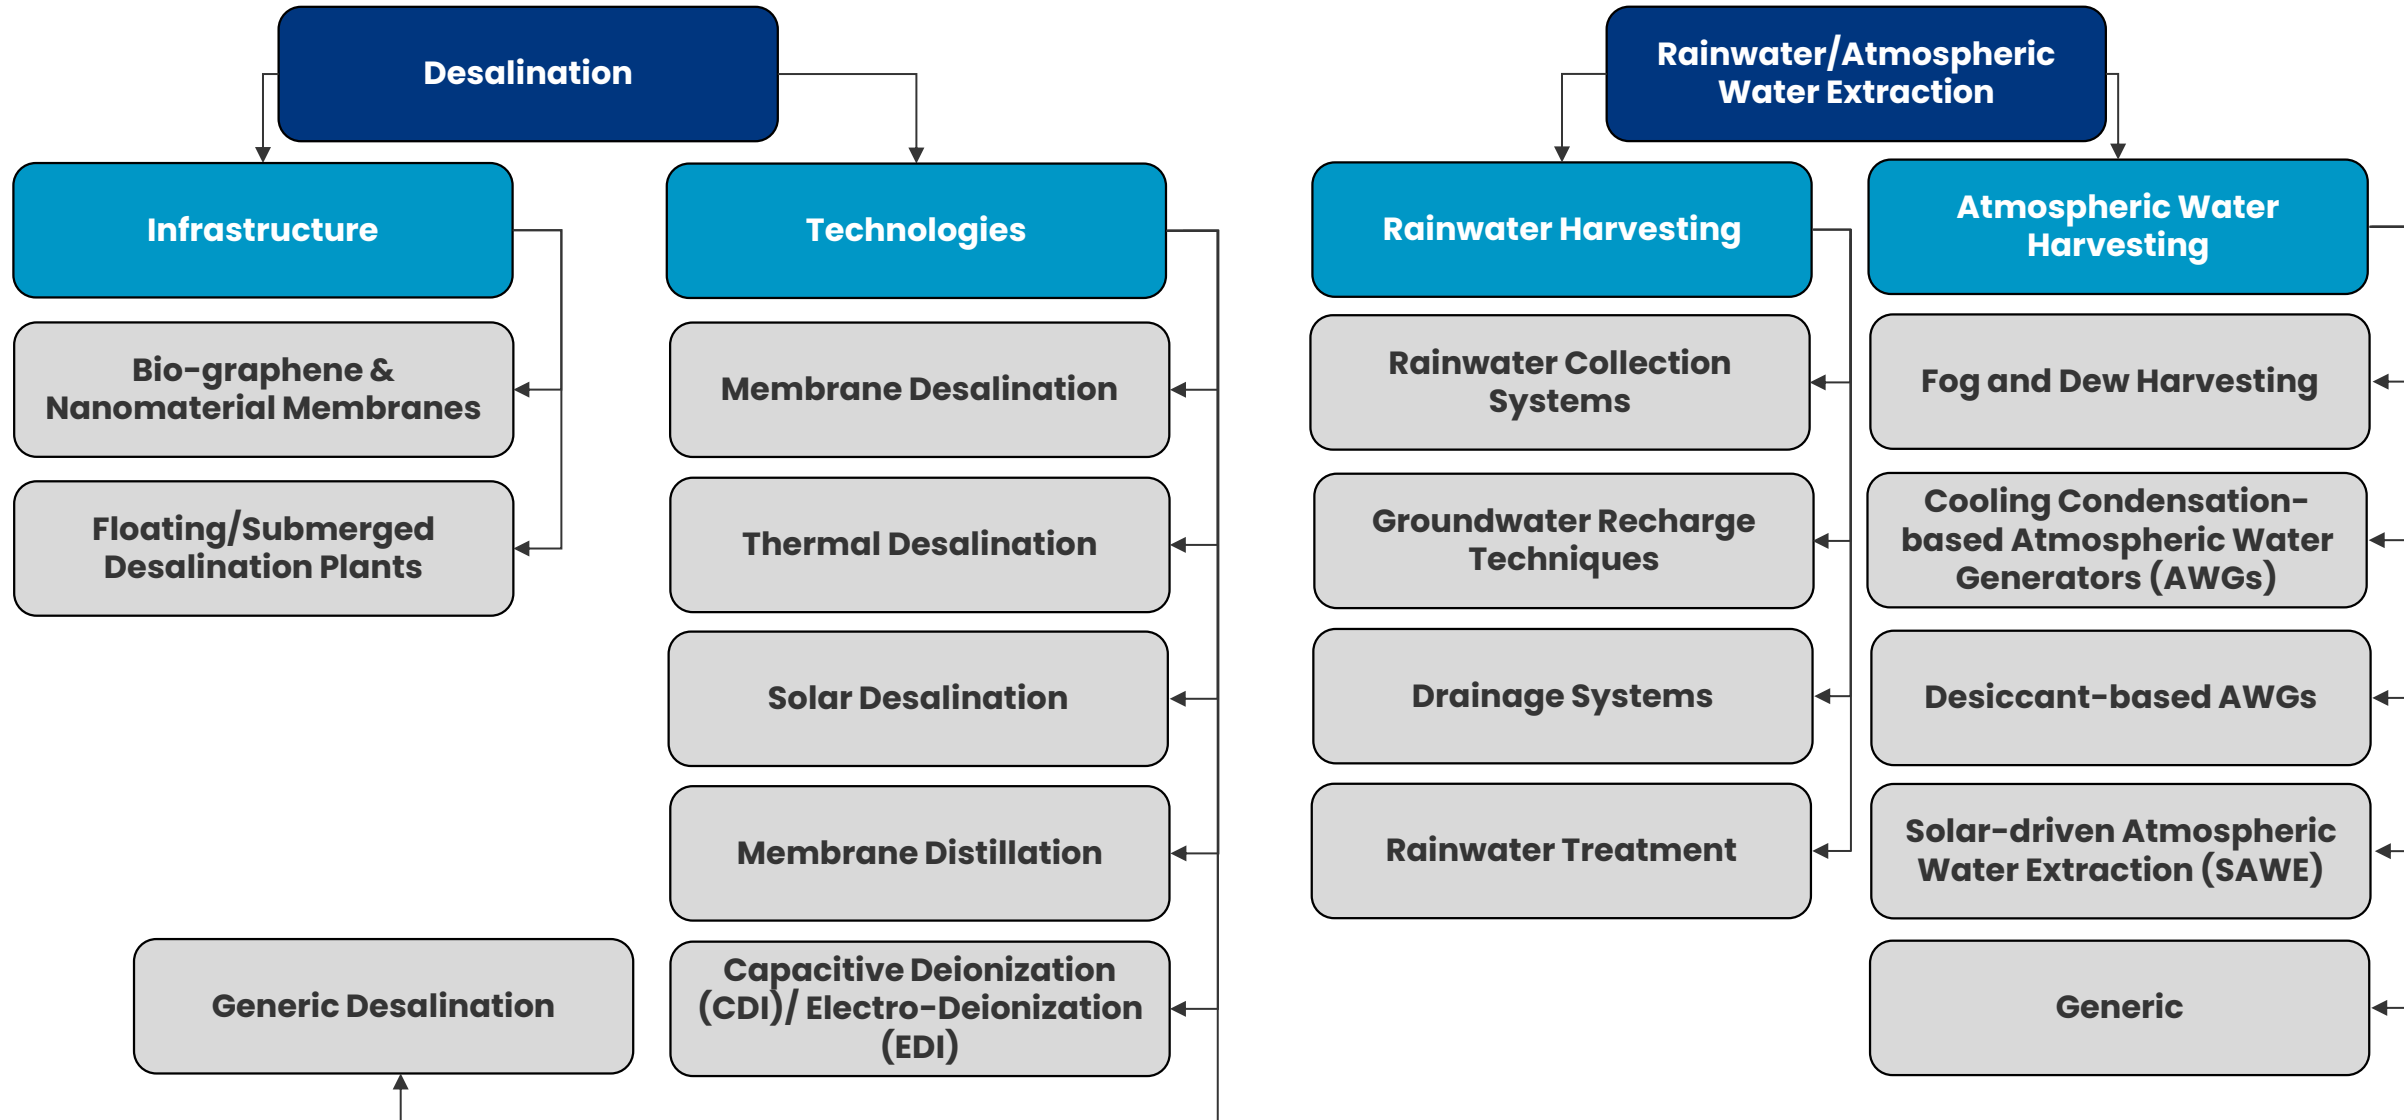 Desalination
Infrastructure
Bio-graphene &
Nanomaterial Membranes
Floating/Submerged
Desalination Plants
Technologies
Membrane Desalination
Thermal Desalination
Solar Desalination
Membrane Distillation
Capacitive Deionization
(CDI)/ Electro-Deionization
(EDI)
Generic Desalination
Rainwater/Atmospheric
Water Extraction
Rainwater Harvesting
Rainwater Collection
Systems
Groundwater Recharge
Techniques
Drainage Systems
Rainwater Treatment
Atmospheric Water
Harvesting
Fog and Dew Harvesting
Cooling Condensation-
based Atmospheric Water
Generators (AWGs)
Desiccant-based AWGs
Solar-driven Atmospheric
Water Extraction (SAWE)
Generic